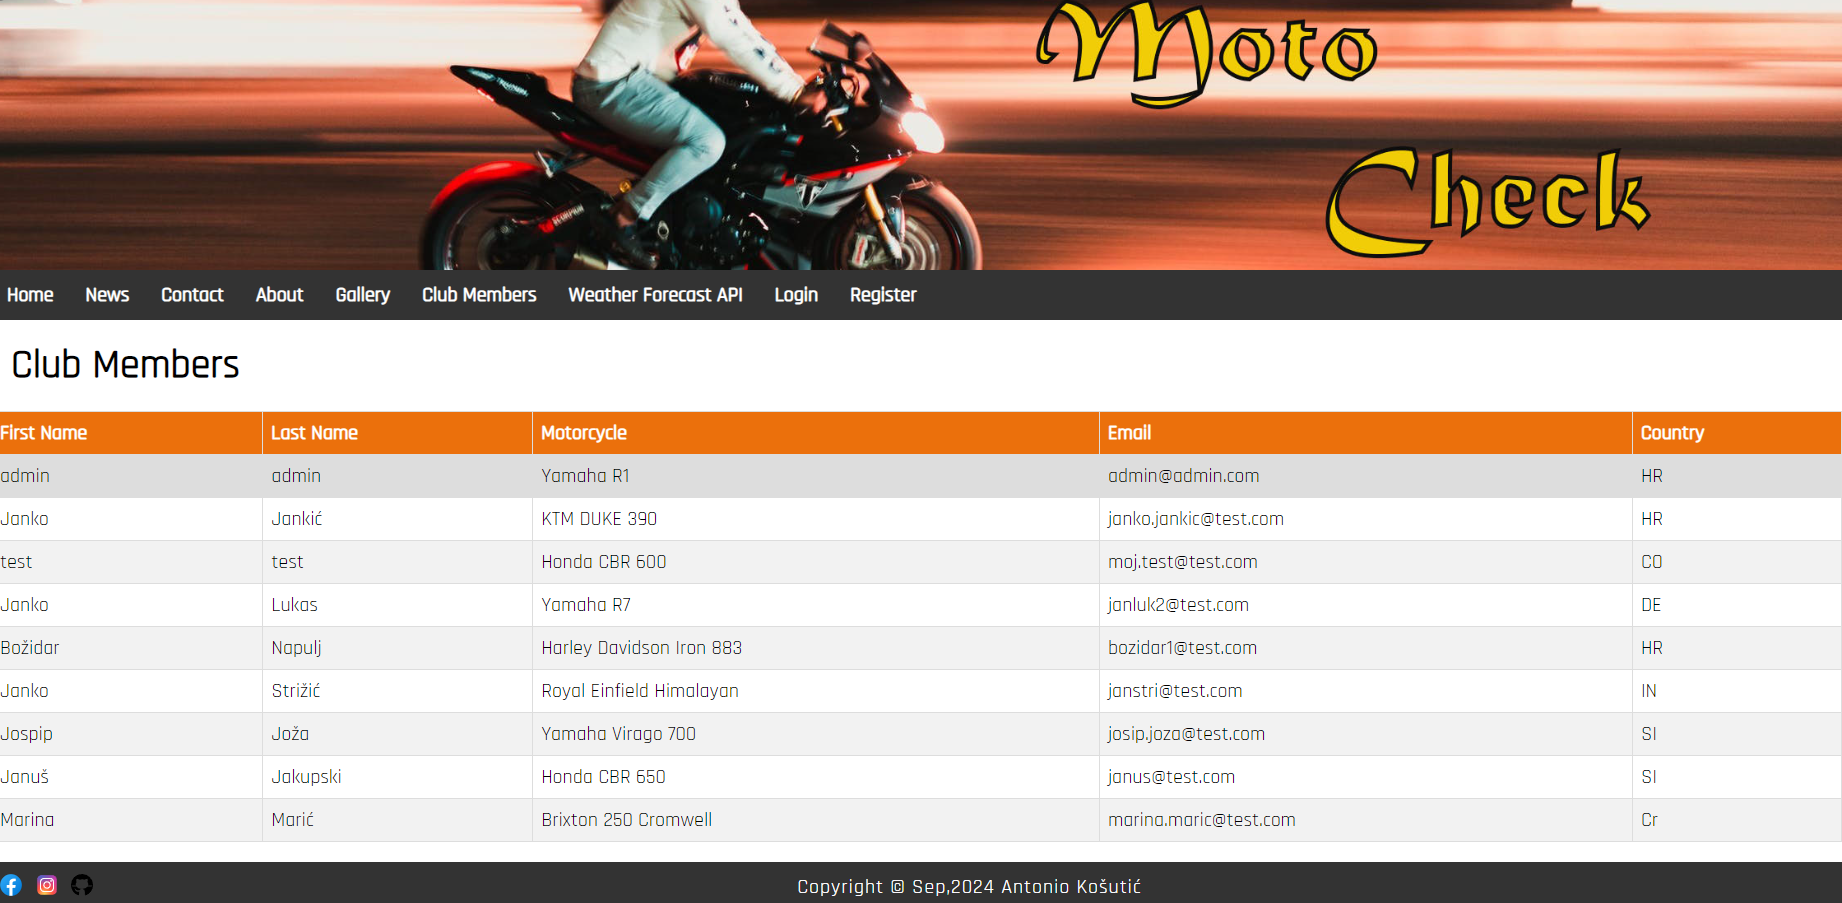 Moto
Check
Home News Contact About Gallery Club Members Weather Forecast API Login Register
Club Members
First Name Last Name Motorcycle Email Country
admin admin Yamaha R1 admin@admin.com HR
Janko Jankić KTM DUKE 390 janko.jankic@test.com HR
test test Honda CBR 600 moj.test@test.com CO
Janko Lukas Yamaha R7 janluk2@test.com DE
Božidar Napulj Harley Davidson Iron 883 bozidar1@test.com HR
Janko Strižić Royal Einfield Himalayan janstri@test.com IN
Jospip Joža Yamaha Virago 700 josip.joza@test.com SI
Januš Jakupski Honda CBR 650 janus@test.com SI
Marina Marić Brixton 250 Cromwell marina.maric@test.com Cr
Copyright © Sep,2024 Antonio Košutić